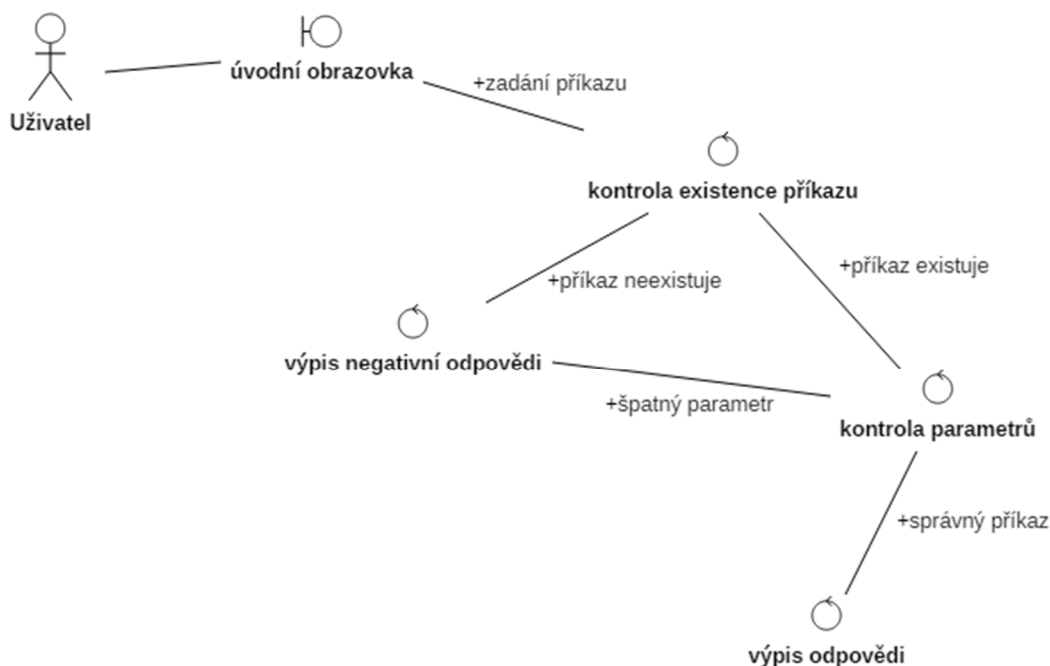 úvodní obrazovka
+zadání příkazu
Uživatel
kontrola existence příkazu
+příkaz neexistuje
+příkaz existuje
výpis negativní odpovědi
+špatný parametr
kontrola parametrů
+správný příkaz
výpis odpovědi